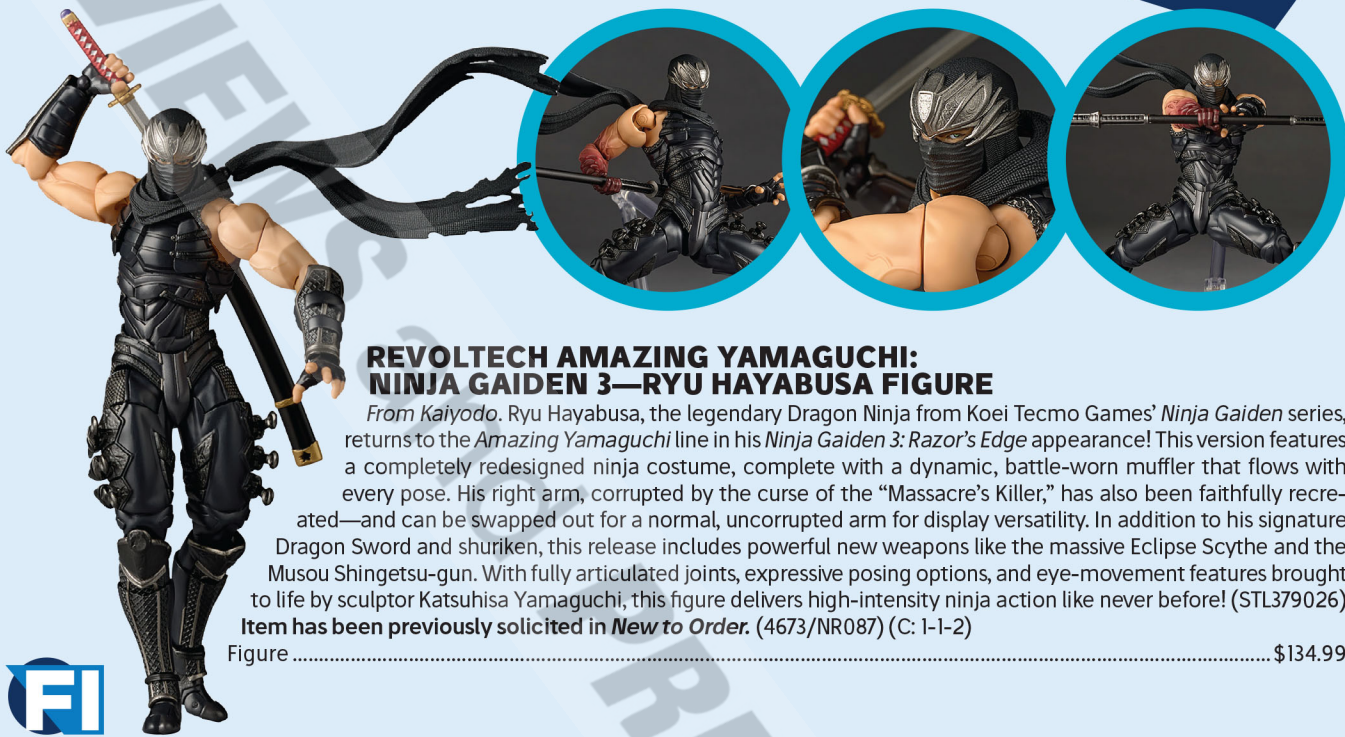 REVOLTECH AMAZING YAMAGUCHI:
NINJA GAIDEN 3—RYU HAYABUSA FIGURE
From Kaiyodo. Ryu Hayabusa, the legendary Dragon Ninja from Koei Tecmo Games’ Ninja Gaiden series,
returns to the Amazing Yamaguchi line in his Ninja Gaiden 3: Razor’s Edge appearance! This version features
a completely redesigned ninja costume, complete with a dynamic, battle-worn muffler that flows with
every pose. His right arm, corrupted by the curse of the “Massacre’s Killer,” has also been faithfully recre-
ated—and can be swapped out for a normal, uncorrupted arm for display versatility. In addition to his signature
Dragon Sword and shuriken, this release includes powerful new weapons like the massive Eclipse Scythe and the
Musou Shingetsu-gun. With fully articulated joints, expressive posing options, and eye-movement features brought
to life by sculptor Katsuhisa Yamaguchi, this figure delivers high-intensity ninja action like never before! (STL379026)
Item has been previously solicited in New to Order. (4673/NR087) (C: 1-1-2)
Figure ........................................................................................................ $134.99
FI
VIEWS and PRE